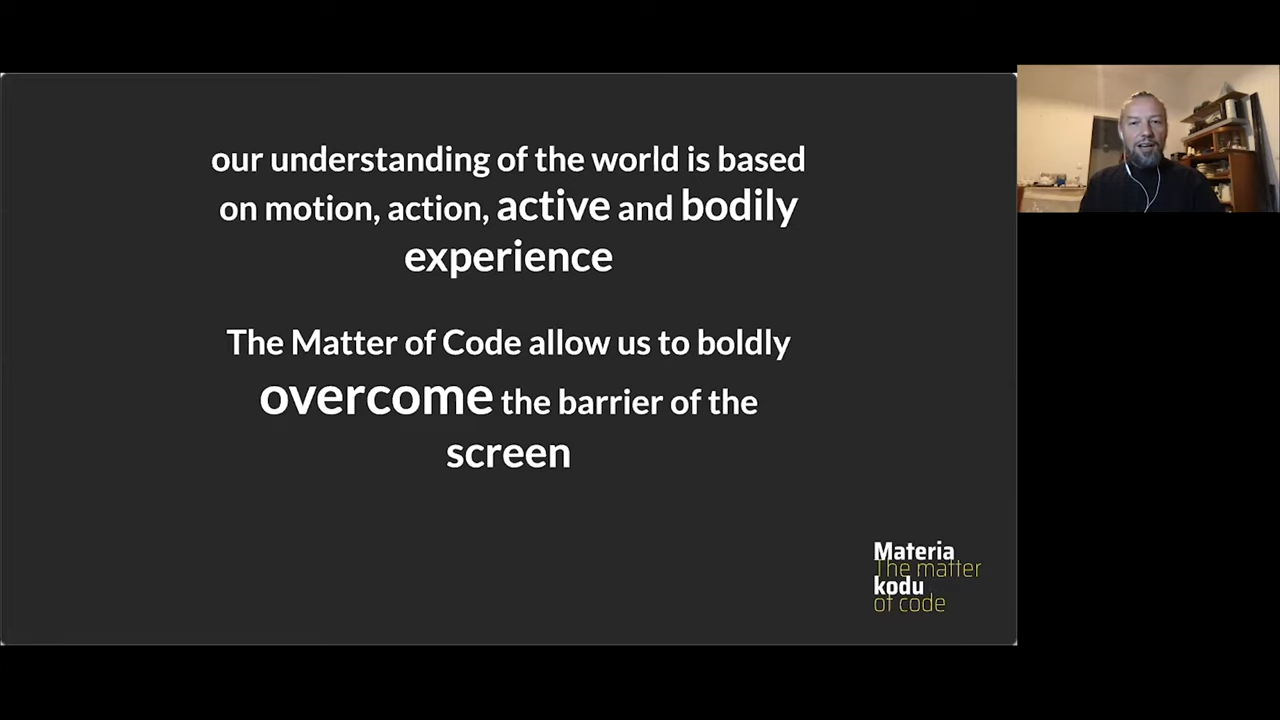 our understanding of the world is based
on motion, action, active and bodily
experience
The Matter of Code allow us to boldly
overcome the barrier of the
screen
Materia
The matter
kodu
of code